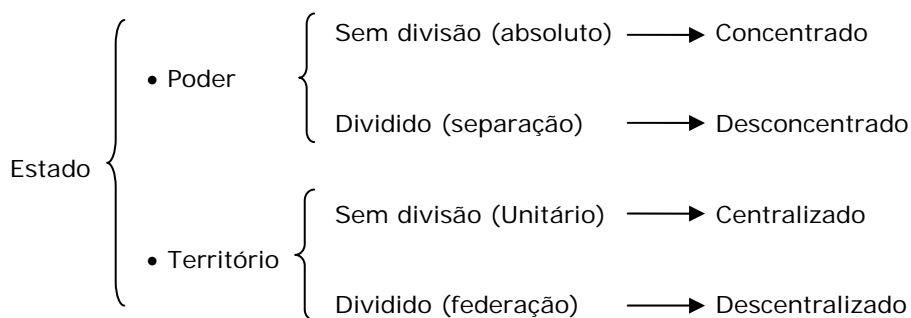 Sem divisão (absoluto) Concentrado
• Poder
Dividido (separação) Desconcentrado
Estado
Sem divisão (Unitário) Centralizado
• Território
Dividido (federação) Descentralizado